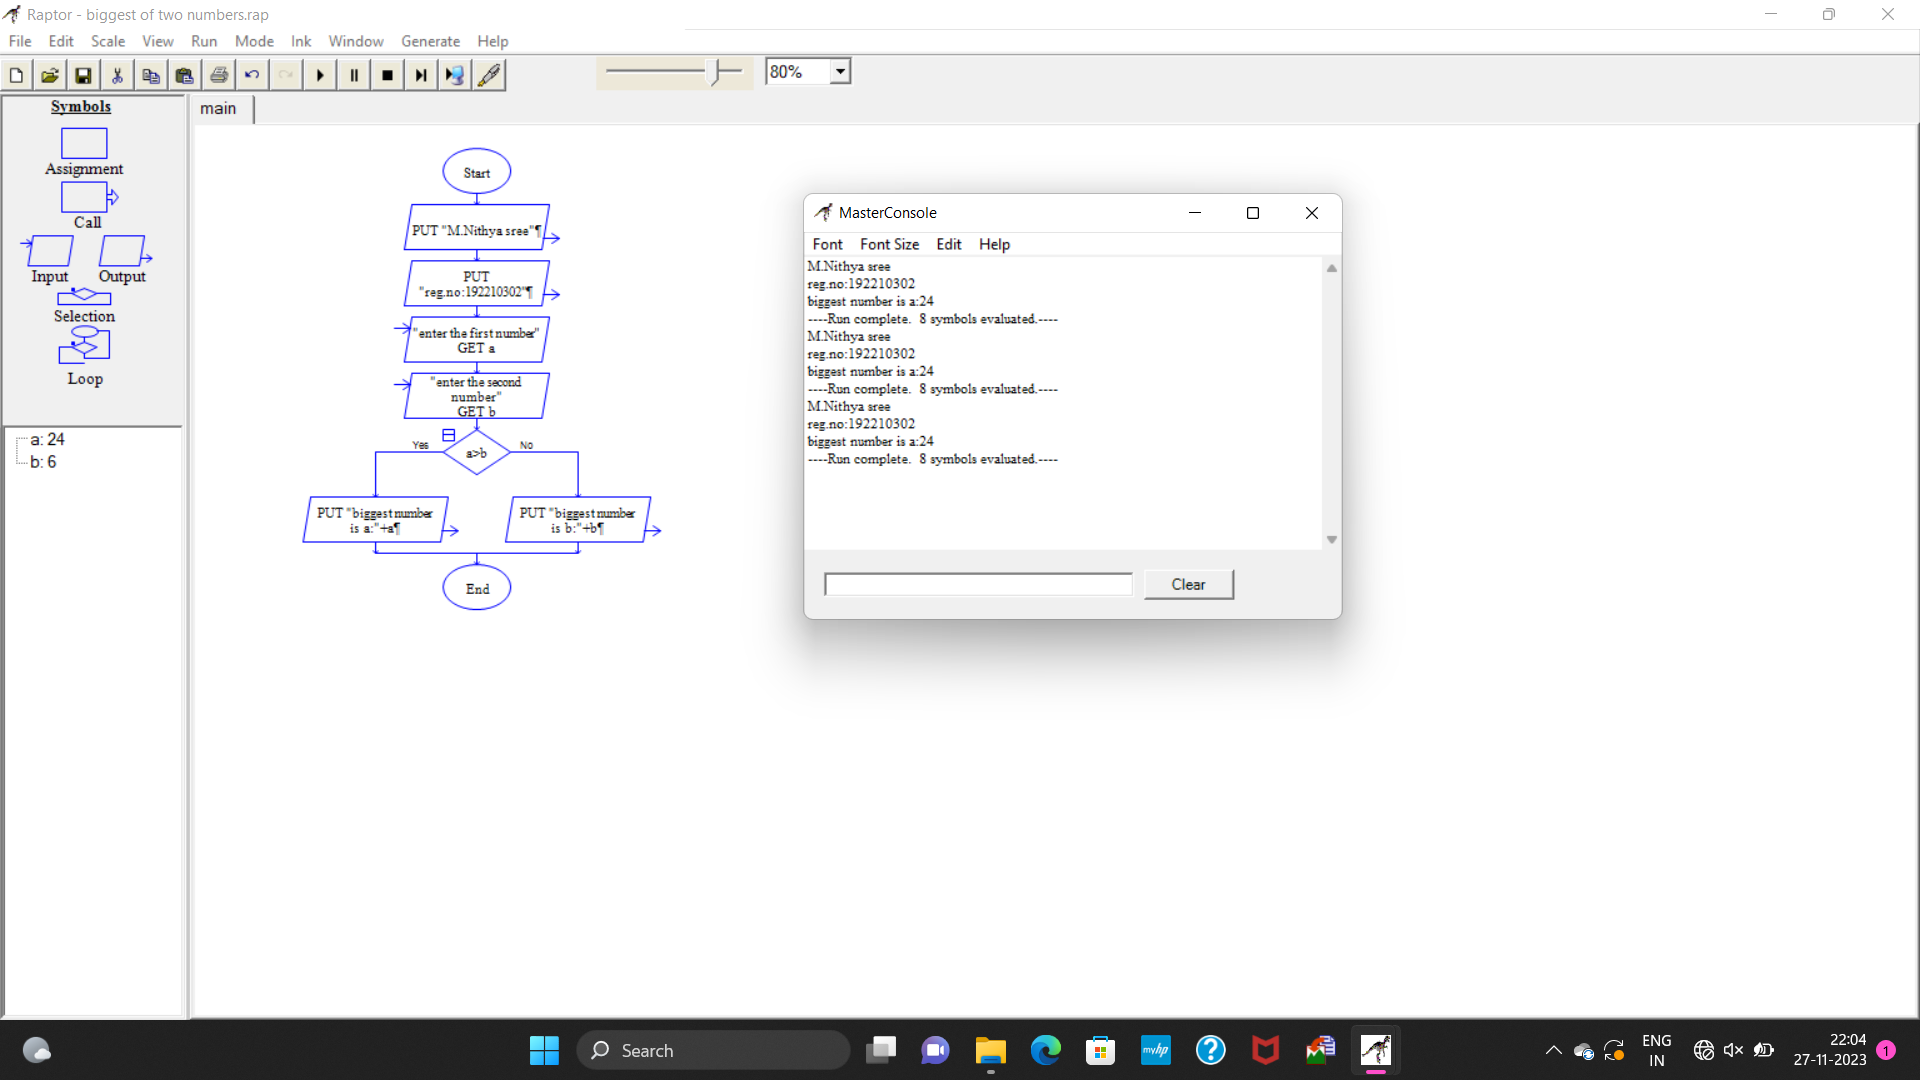 Raptor - biggest of two numbers.rap
File Edit Scale View Run Mode Ink Window Generate Help
80%
Symbols
main
Assignment
Call
Input Output
Selection
Loop
a: 24
b: 6
Start
PUT "M.Nithya sree"¶
PUT
"reg.no:192210302"¶
"enter the first number"
GET a
"enter the second
number"
GET b
Yes
No
a>b
PUT "biggest number
is a:"+a¶
PUT "biggest number
is b:"+b¶
End
MasterConsole
Font Font Size Edit Help
M.Nithya sree
reg.no:192210302
biggest number is a:24
----Run complete.  8 symbols evaluated.----
M.Nithya sree
reg.no:192210302
biggest number is a:24
----Run complete.  8 symbols evaluated.----
M.Nithya sree
reg.no:192210302
biggest number is a:24
----Run complete.  8 symbols evaluated.----
Clear
Search
myhp
?
ENG
IN
22:04
27-11-2023
1